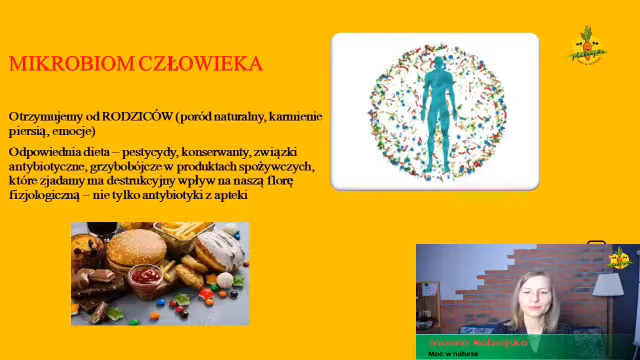 MIKROBIOM CZŁOWIEKA
Otrzymujemy od RODZICÓW (poród naturalny, karmienie
piersią, emocje)
Odpowiednia dieta – pestycydy, konserwanty, związki
antybiotyczne, grzybobójcze w produktach spożywczych,
które zjadamy ma destrukcyjny wpływ na naszą florę
fizjologiczną – nie tylko antybiotyki z apteki
Joanna
Moc w naturze